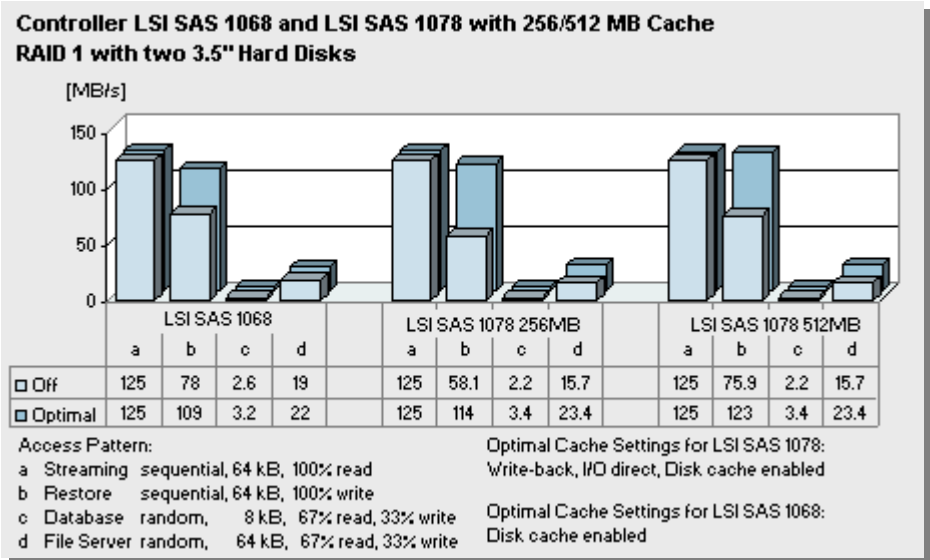 Controller LSI SAS 1068 and LSI SAS 1078 with 256/512 MB Cache
RAID 1 with two 3.5" Hard Disks
[MB/s]
150
100
50
0
LSI SAS 1068 LSI SAS 1078 256MB LSI SAS 1078 512MB
a b c d a b c d a b c d
Off 125 78 2.6 19 125 58.1 2.2 15.7 125 75.9 2.2 15.7
Optimal 125 109 3.2 22 125 114 3.4 23.4 125 123 3.4 23.4
Access Pattern:
a Streaming sequential, 64 kB, 100% read
b Restore sequential, 64 kB, 100% write
c Database random, 8 kB, 67% read, 33% write
d File Server random, 64 kB, 67% read, 33% write
Optimal Cache Settings for LSI SAS 1078:
Write-back, I/O direct, Disk cache enabled
Optimal Cache Settings for LSI SAS 1068:
Disk cache enabled